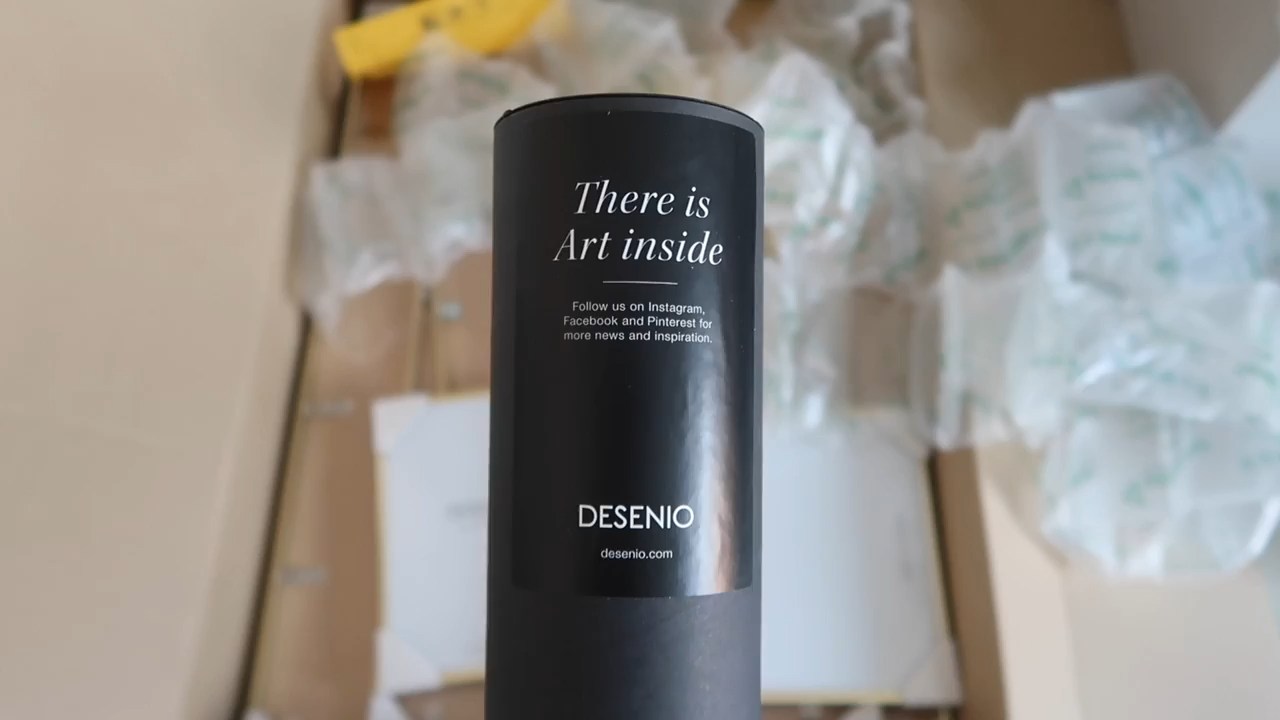 There is
Art inside
Follow us on Instagram,
Facebook and Pinterest for
more news and inspiration.
DESENIO
desenio.com